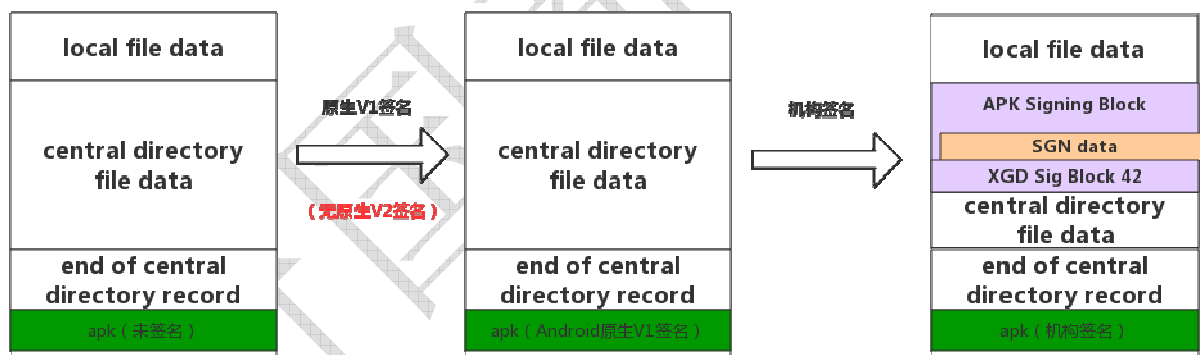 local file data
central directory
file data
end of central
directory record
apk（未签名）
原生V1签名
（无原生V2签名）
local file data
central directory
file data
end of central
directory record
apk（Android原生V1签名）
机构签名
local file data
APK Signing Block
SGN data
XGD Sig Block 42
central directory
file data
end of central
directory record
apk（机构签名）